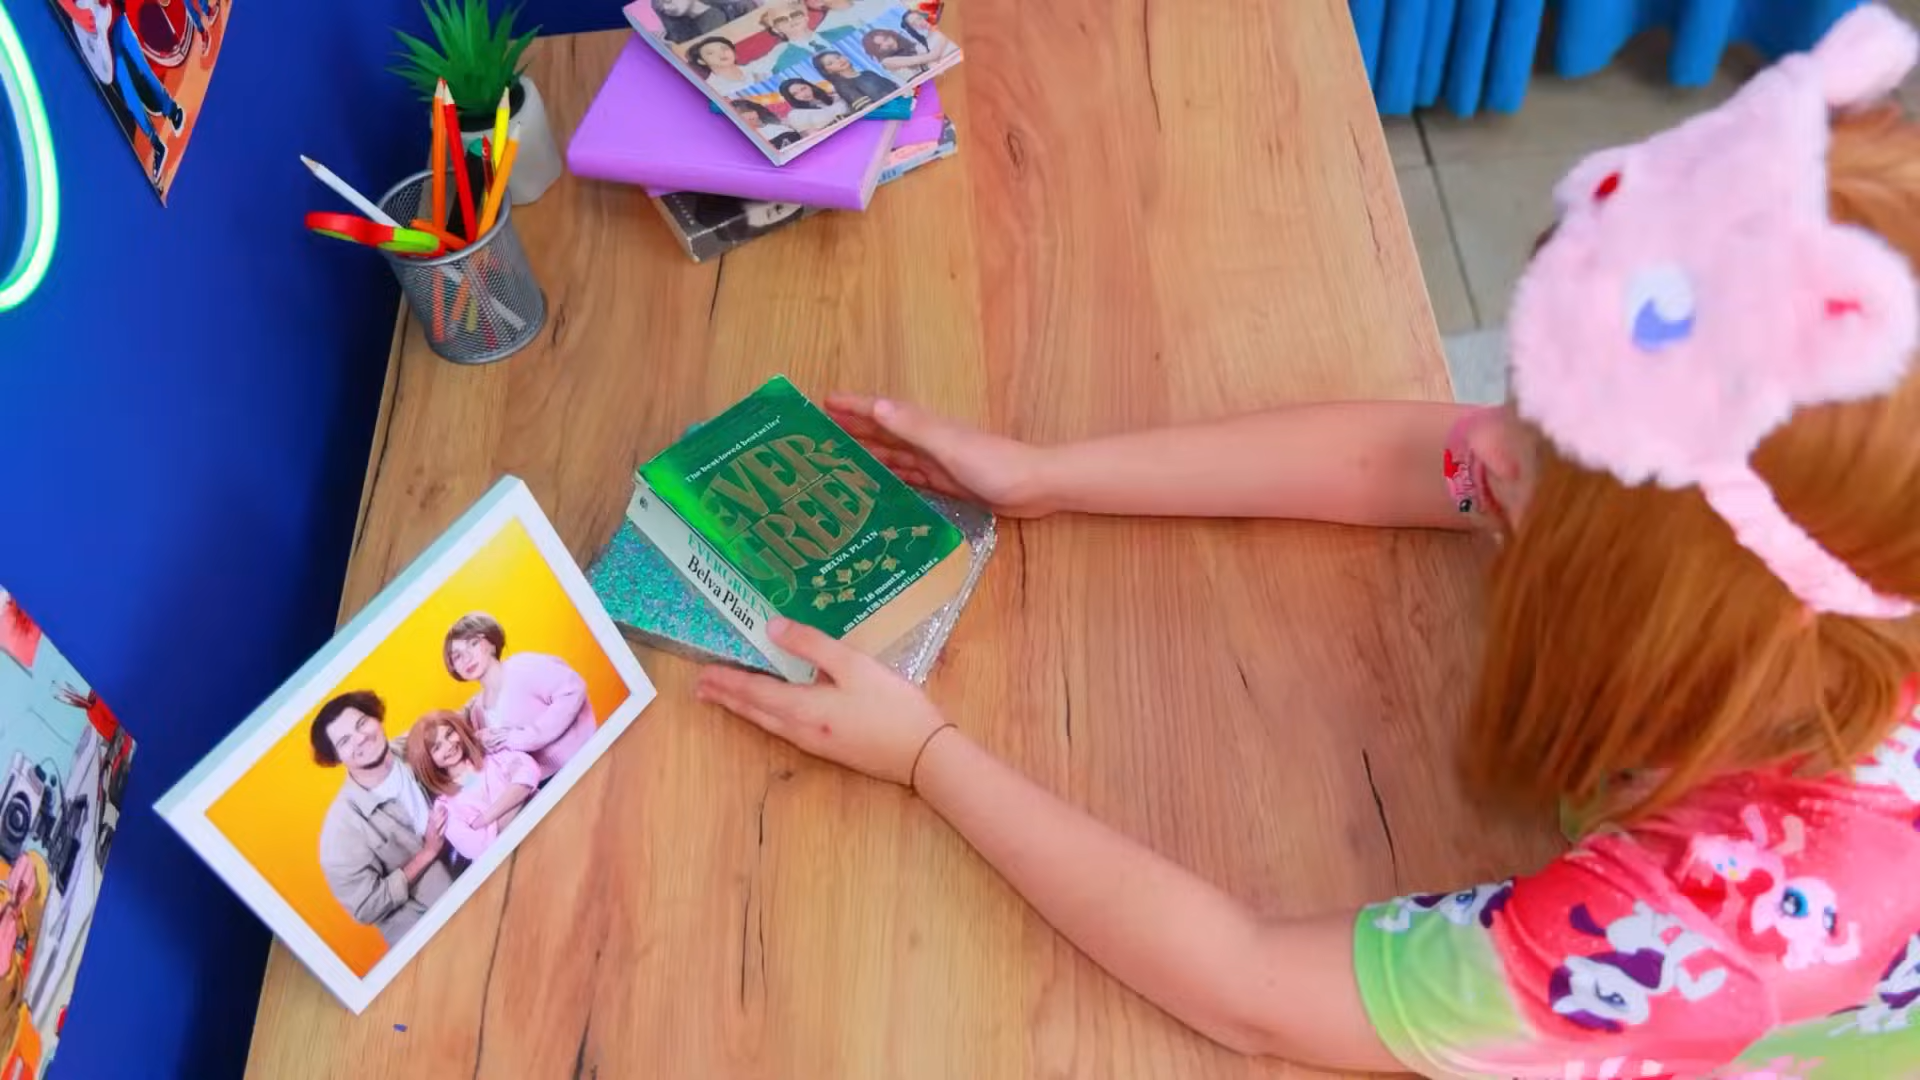 "The best-loved bestseller"
EVER-
GREEN
BELVA PLAIN
"18 months
on the US bestseller lists
EVERGREEN
Belva Plain